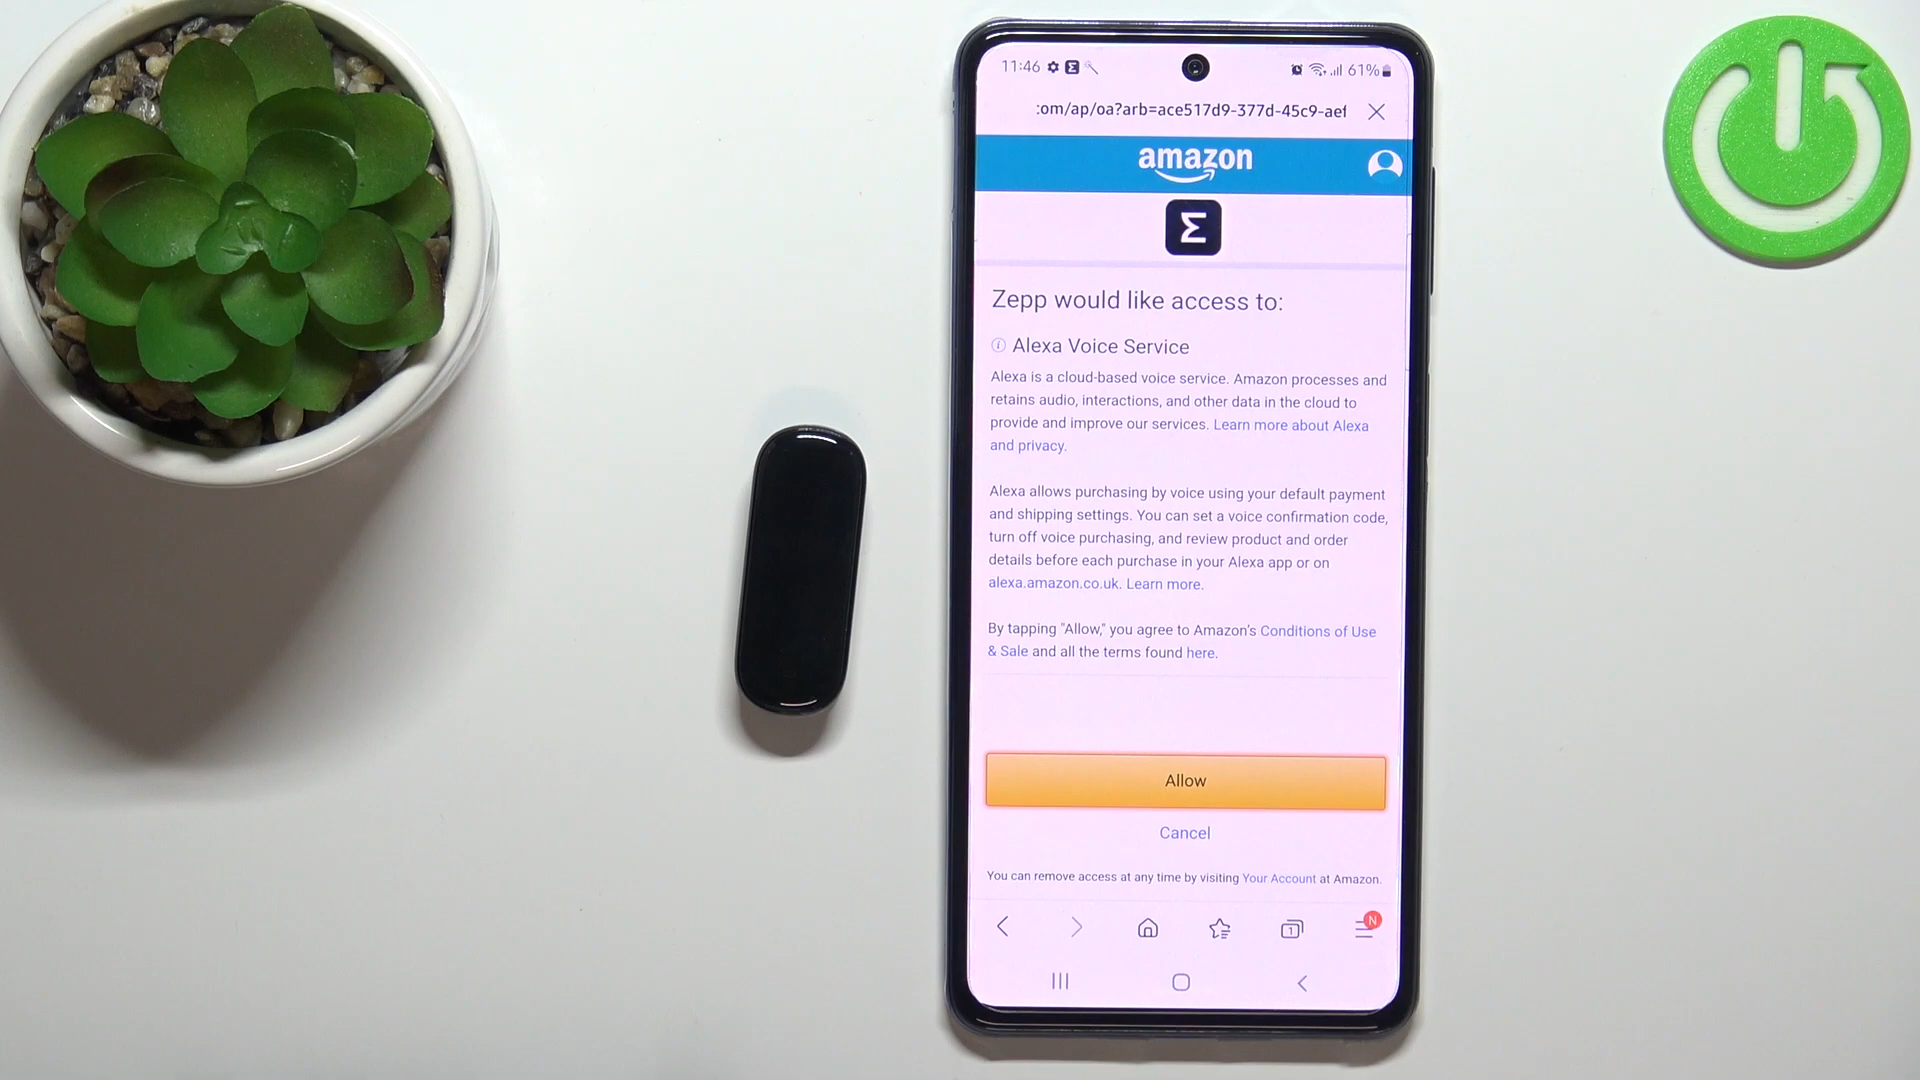 11:46
61%
:om/ap/oa?arb=ace517d9-377d-45c9-aef
amazon
Zepp would like access to:
Alexa Voice Service
Alexa is a cloud-based voice service. Amazon processes and
retains audio, interactions, and other data in the cloud to
provide and improve our services. Learn more about Alexa
and privacy.
Alexa allows purchasing by voice using your default payment
and shipping settings. You can set a voice confirmation code,
turn off voice purchasing, and review product and order
details before each purchase in your Alexa app or on
alexa.amazon.co.uk. Learn more.
By tapping "Allow," you agree to Amazon's Conditions of Use
& Sale and all the terms found here.
Allow
Cancel
You can remove access at any time by visiting Your Account at Amazon.
1
N